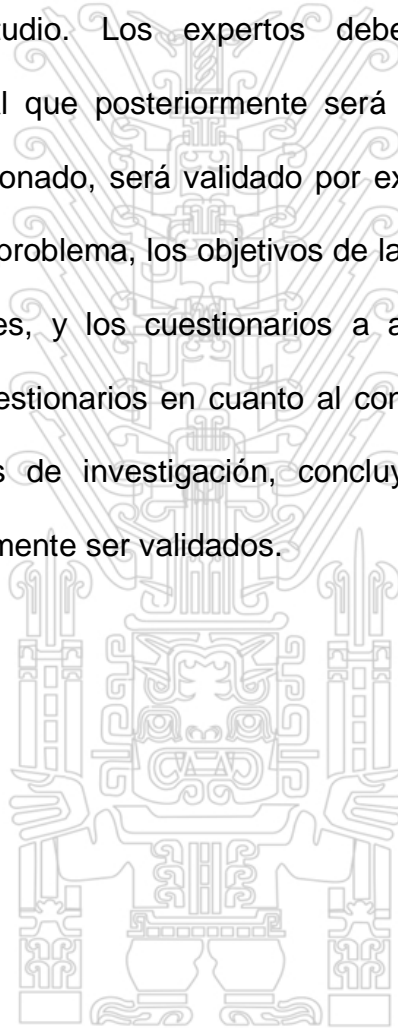 tudio. Los expertos debe
l que posteriormente será
onado, será validado por ex
problema, los objetivos de la
es, y los cuestionarios a a
estionarios en cuanto al con
s de investigación, concluy
mente ser validados.